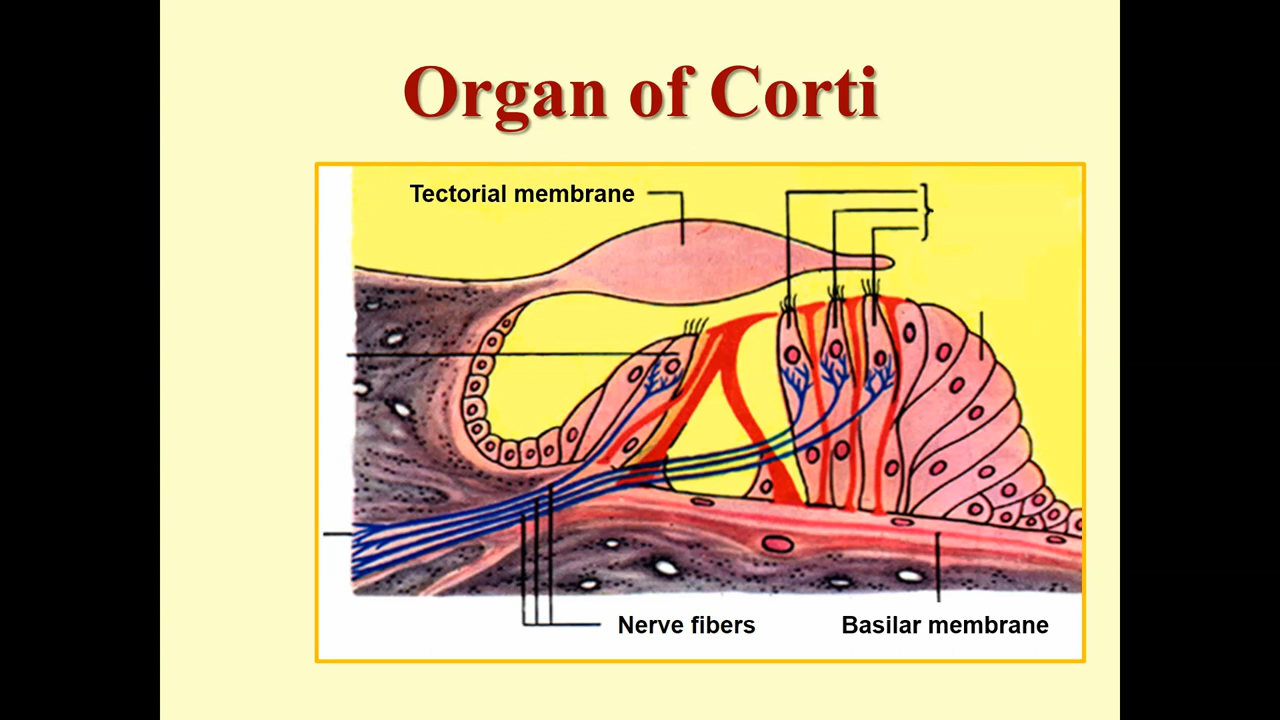 Organ of Corti
Tectorial membrane
Nerve fibers
Basilar membrane